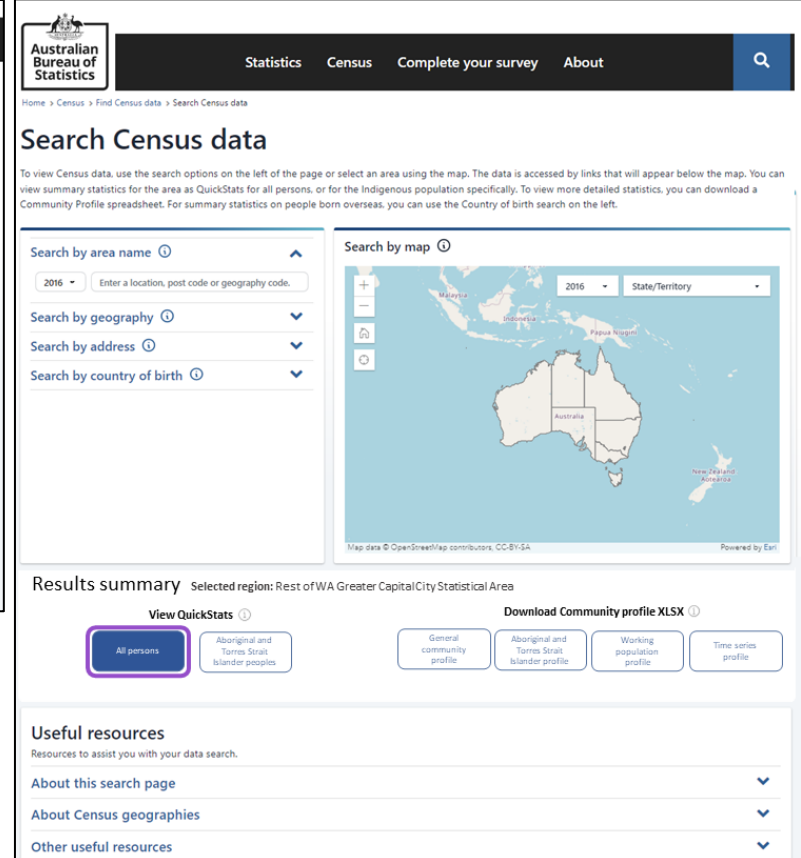 Australian
Bureau of
Statistics
Statistics Census Complete your survey About
Home > Census > Find Census data > Search Census data
Search Census data
To view Census data, use the search options on the left of the page or select an area using the map. The data is accessed by links that will appear below the map. You can
view summary statistics for the area as QuickStats for all persons, or for the Indigenous population specifically. To view more detailed statistics, you can download a
Community Profile spreadsheet. For summary statistics on people born overseas, you can use the Country of birth search on the left.
Search by area name
2016 Enter a location, post code or geography code.
Search by geography
Search by address
Search by country of birth
Search by map
2016 State/Territory
Malaysia
Indonesia
Papua Niugini
Australia
New Zealand
Aotearoa
Map data © OpenStreetMap contributors, CC-BY-SA Powered by Esri
Results summary Selected region: Rest of WA Greater Capital City Statistical Area
View QuickStats
All persons
Aboriginal and
Torres Strait
Islander peoples
Download Community profile XLSX
General
community
profile
Aboriginal and
Torres Strait
Islander profile
Working
population
profile
Time series
profile
Useful resources
Resources to assist you with your data search.
About this search page
About Census geographies
Other useful resources